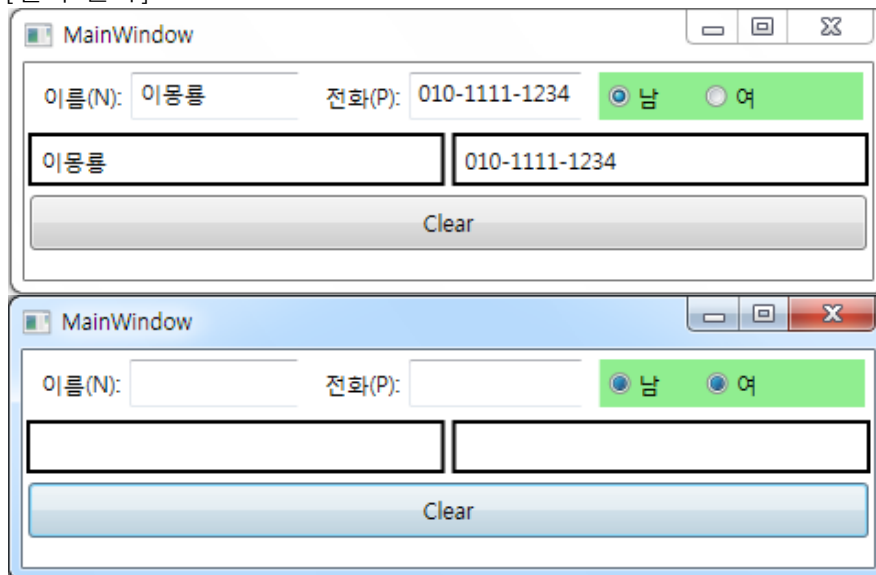 MainWindow
이름(N): 이몽룡 전화(P): 010-1111-1234 남 여
이몽룡 010-1111-1234
Clear
MainWindow
이름(N): 전화(P): 남 여
Clear